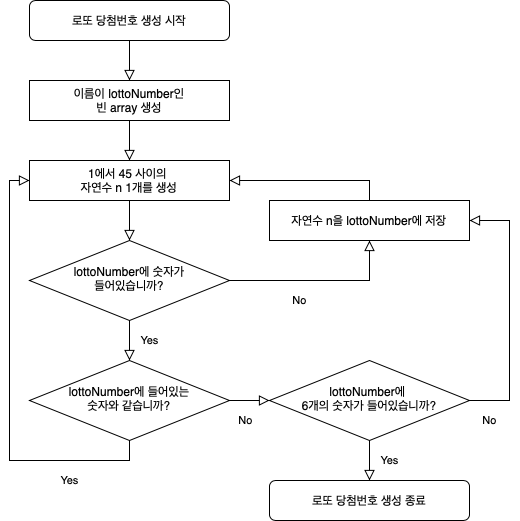 로또 당첨번호 생성 시작
이름이 lottoNumber인
빈 array 생성
1에서 45 사이의
자연수 n 1개를 생성
자연수 n을 lottoNumber에 저장
lottoNumber에 숫자가
들어있습니까?
No
Yes
lottoNumber에 들어있는
숫자와 같습니까?
No
lottoNumber에
6개의 숫자가 들어있습니까?
No
Yes
Yes
로또 당첨번호 생성 종료